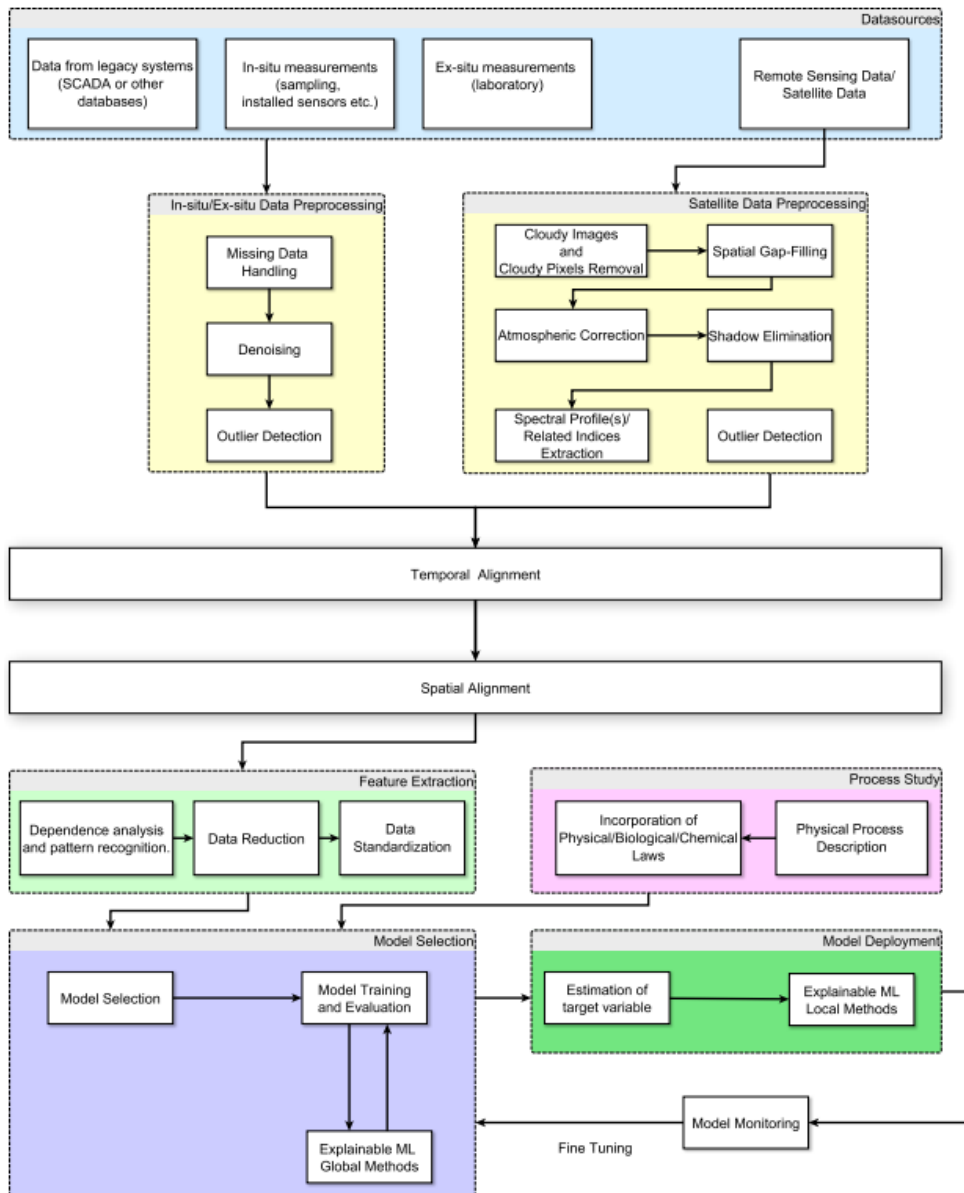 Datasources
Data from legacy systems
(SCADA or other
databases)
In-situ measurements
(sampling,
installed sensors etc.)
Ex-situ measurements
(laboratory)
Remote Sensing Data/
Satellite Data
In-situ/Ex-situ Data Preprocessing
Missing Data
Handling
Denoising
Outlier Detection
Satellite Data Preprocessing
Cloudy Images
and
Cloudy Pixels Removal
Spatial Gap-Filling
Atmospheric Correction
Shadow Elimination
Spectral Profile(s)/
Related Indices
Extraction
Outlier Detection
Temporal Alignment
Spatial Alignment
Feature Extraction
Dependence analysis
and pattern recognition.
Data Reduction
Data
Standardization
Process Study
Incorporation of
Physical/Biological/Chemical
Laws
Physical Process
Description
Model Selection
Model Selection
Model Training
and Evaluation
Explainable ML
Global Methods
Model Deployment
Estimation of
target variable
Explainable ML
Local Methods
Model Monitoring
Fine Tuning